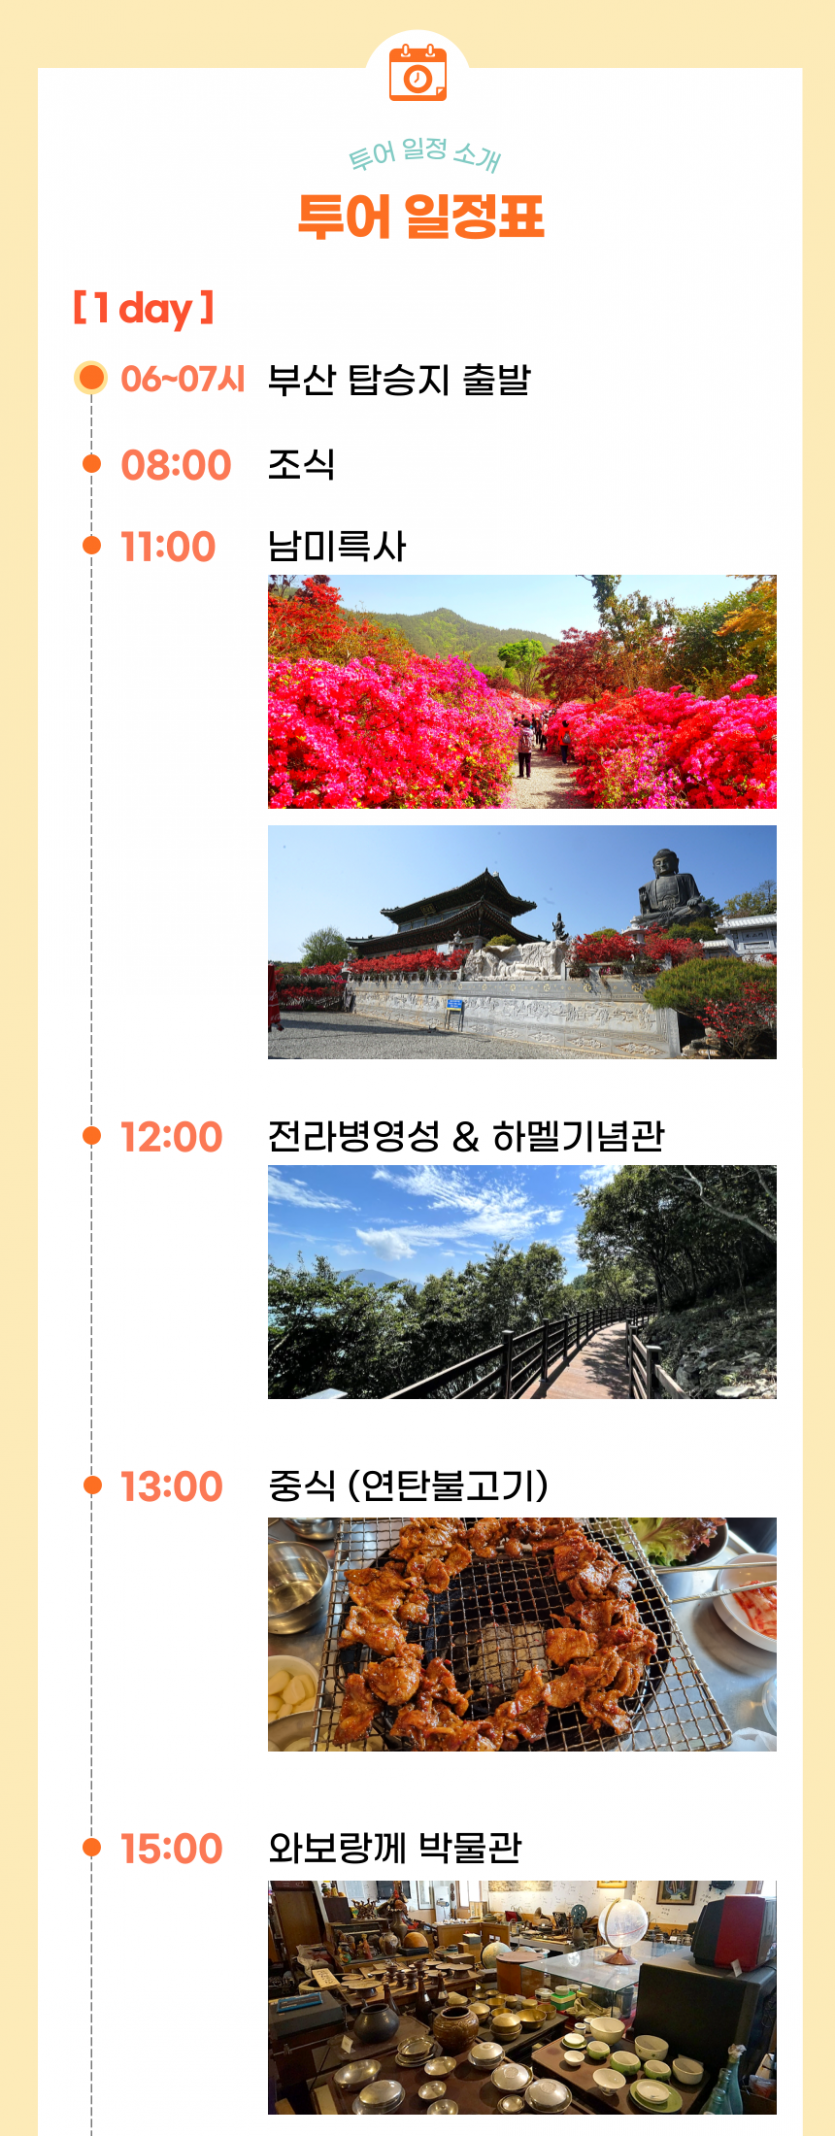 투어 일정 소개
투어 일정표
[ 1 day ]
06~07시 부산 탑승지 출발
08:00 조식
11:00 남미륵사
12:00 전라병영성 & 하멜기념관
13:00 중식 (연탄불고기)
15:00 와보랑께 박물관